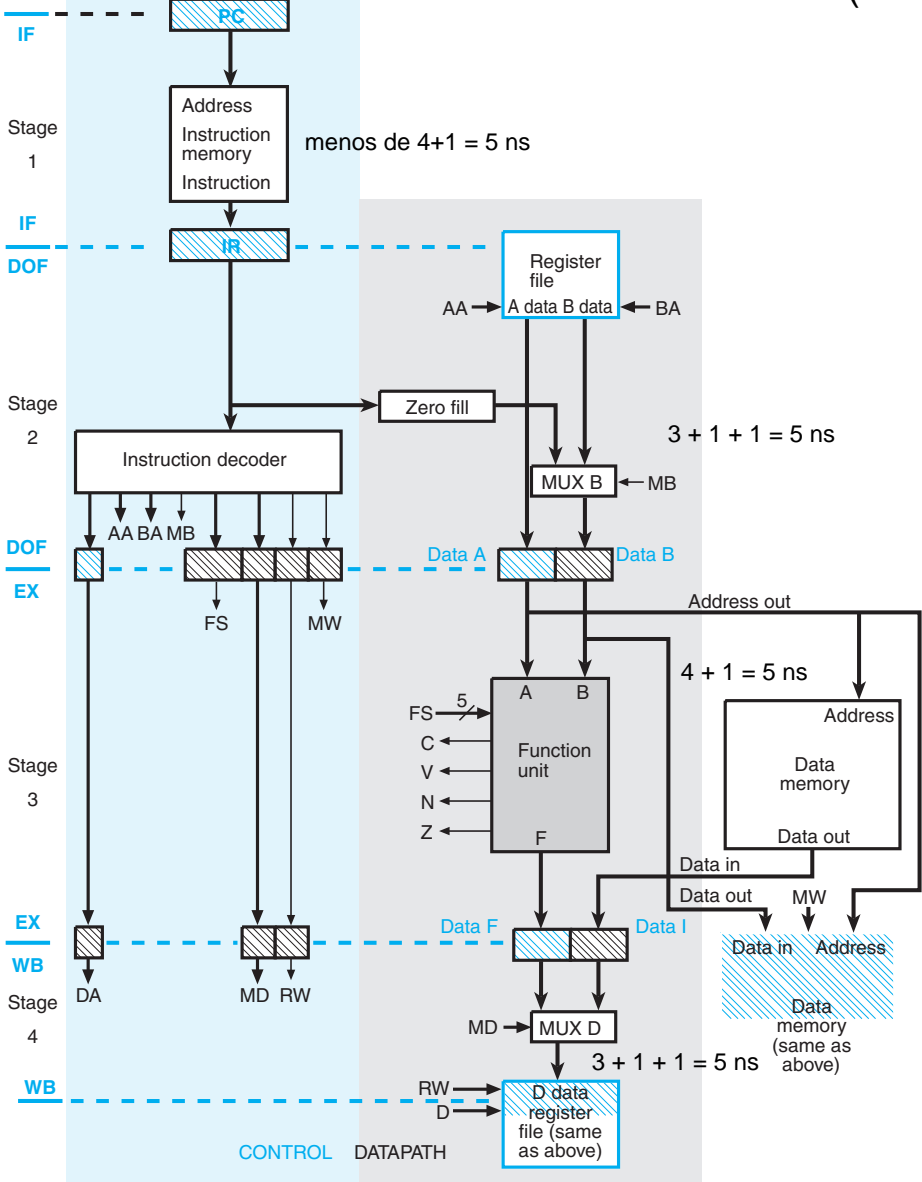 (
PC
IF
Address
Instruction
memory
Instruction
Stage
1
menos de 4+1 = 5 ns
IF
IR
DOF
Register
file
A data B data
AA
BA
Stage
2
Zero fill
3 + 1 + 1 = 5 ns
Instruction decoder
MUX B
MB
AA BA MB
DOF
Data A
Data B
EX
FS
MW
Address out
4 + 1 = 5 ns
A
B
FS
5
C
V
N
Z
Function
unit
F
Address
Data
memory
Data out
Stage
3
Data in
Data out
MW
EX
Data F
Data I
WB
Data in
Address
DA
MD RW
Stage
4
MD
MUX D
Data
memory
(same as
above)
3 + 1 + 1 = 5 ns
WB
RW
D
D data
register
file (same
as above)
CONTROL
DATAPATH